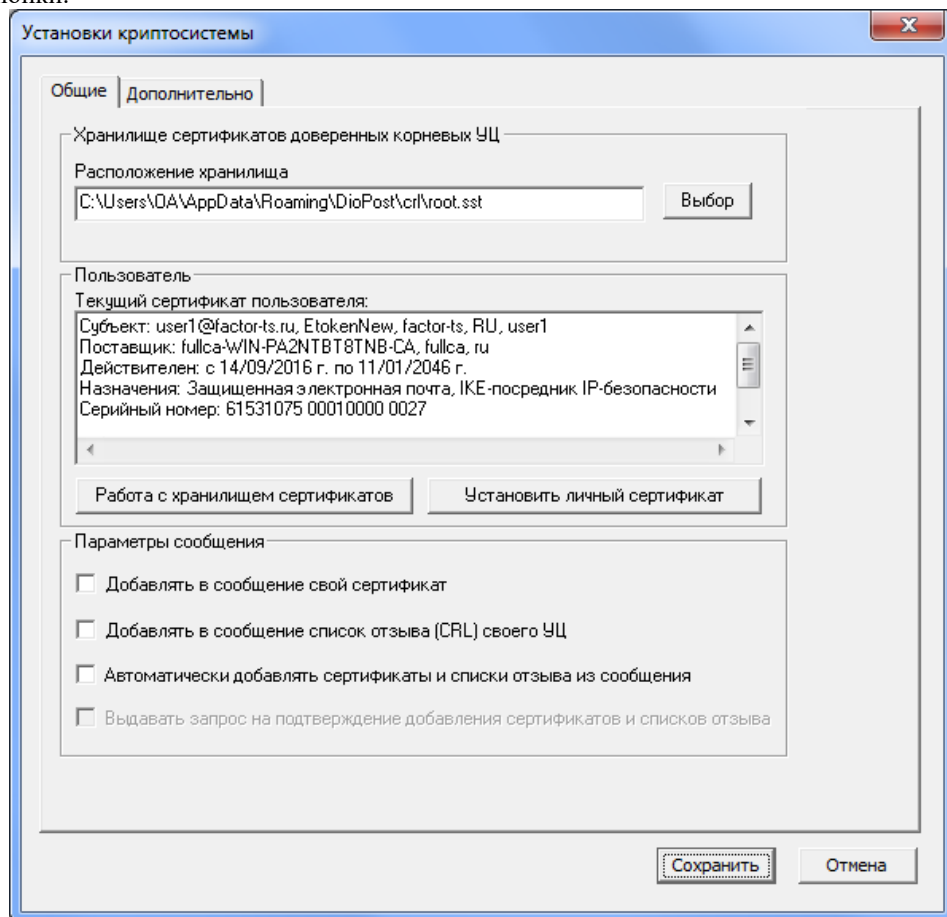 Установки криптосистемы
Общие
Дополнительно
Хранилище сертификатов доверенных корневых УЦ
Расположение хранилища
C:\Users\OA\AppData\Roaming\DioPost\crl\root.sst
Выбор
Пользователь
Текущий сертификат пользователя:
Субъект: user1@factor-ts.ru, EtokenNew, factor-ts, RU, user1
Поставщик: fullca-WIN-PA2NTBT8TNB-CA, fullca, ru
Действителен: с 14/09/2016 г. по 11/01/2046 г.
Назначения: Защищенная электронная почта, IKE-посредник IP-безопасности
Серийный номер: 61531075 00010000 0027
Работа с хранилищем сертификатов
Установить личный сертификат
Параметры сообщения
Добавлять в сообщение свой сертификат
Добавлять в сообщение список отзыва (CRL) своего УЦ
Автоматически добавлять сертификаты и списки отзыва из сообщения
Выдавать запрос на подтверждение добавления сертификатов и списков отзыва
Сохранить
Отмена